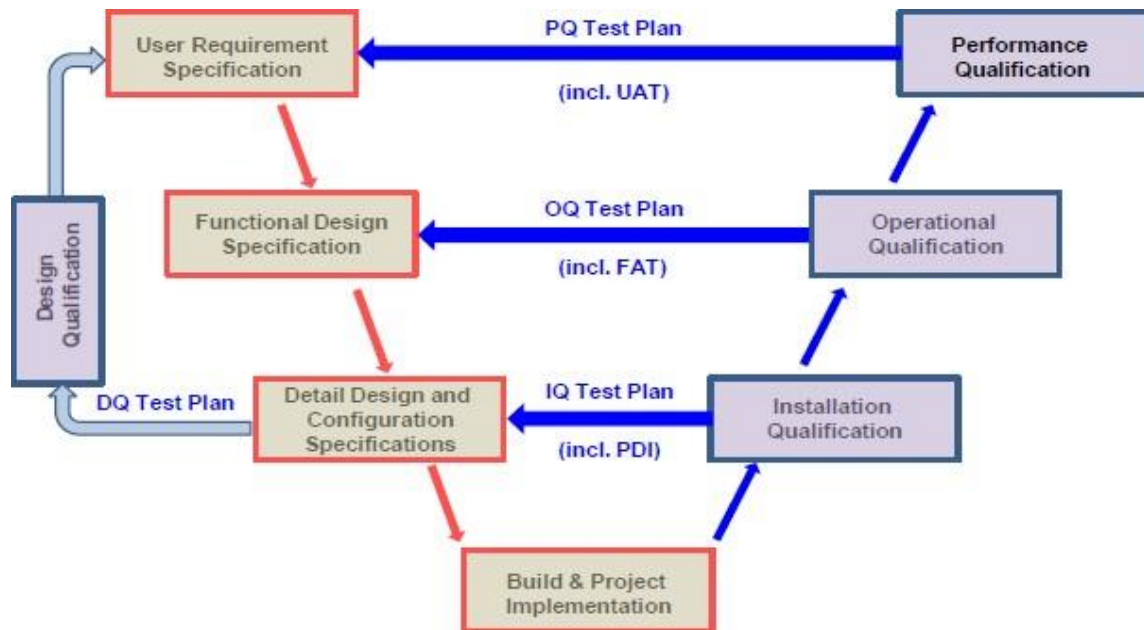 User Requirement
Specification
PQ Test Plan
(incl. UAT)
Performance
Qualification
Functional Design
Specification
OQ Test Plan
(incl. FAT)
Operational
Qualification
Design
Qualification
DQ Test Plan
Detail Design and
Configuration
Specifications
IQ Test Plan
(incl. PDI)
Installation
Qualification
Build & Project
Implementation